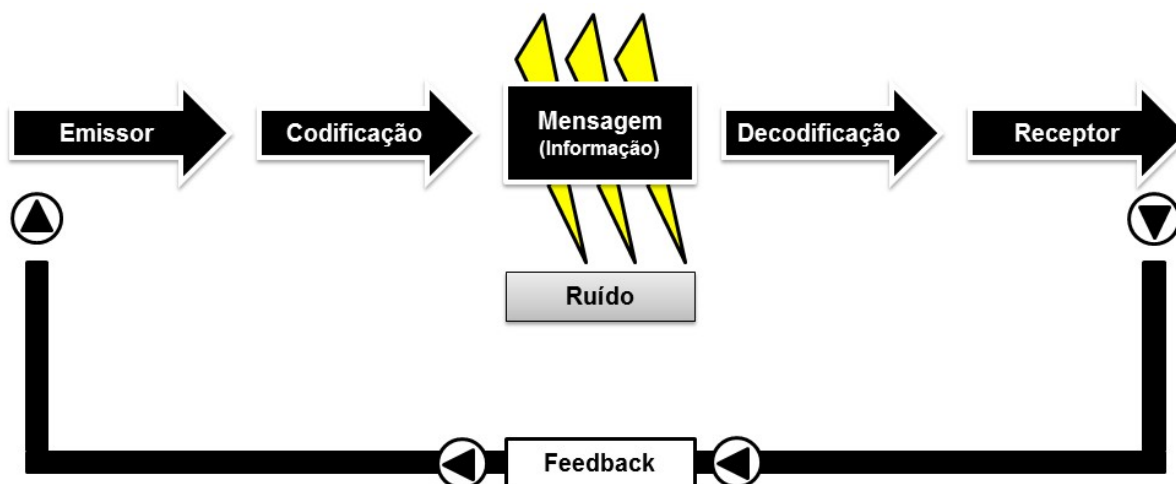 Emissor
Codificação
Mensagem
(Informação)
Decodificação
Receptor
Ruído
Feedback